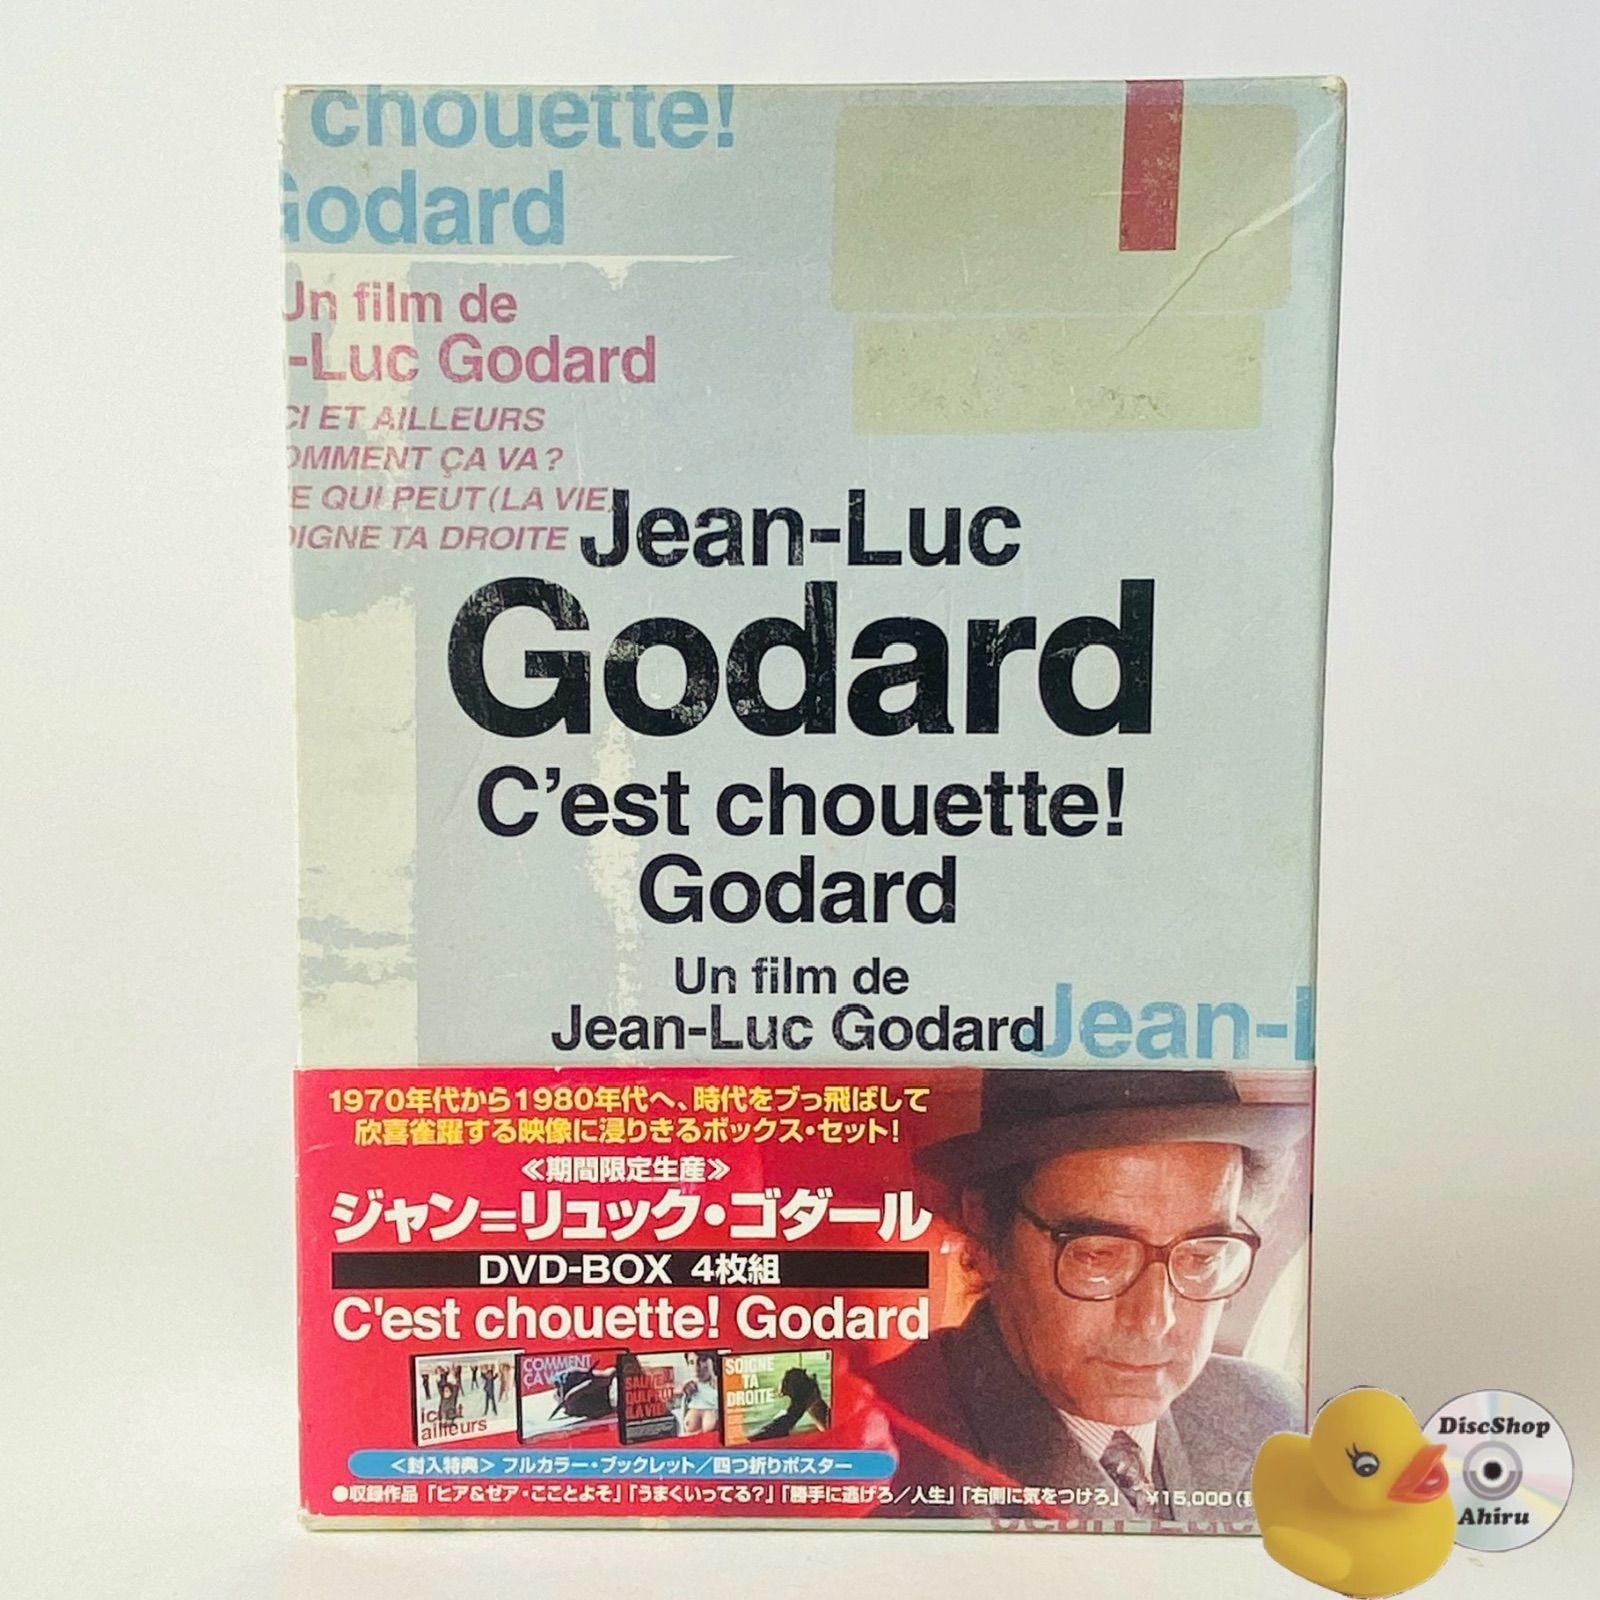 chouette!
Godard
Un film de
-Luc Godard
CI ET AILLEURS
OMMENT ÇA VA?
E QUI PEUT (LA VIE)
OIGNE TA DROITE
Jean-Luc
Godard
C'est chouette!
Godard
Un film de
Jean-Luc Godard
Jean-
1970年代から1980年代へ、時代をブっ飛ばして
欣喜雀躍する映像に浸りきるボックス・セット!
≪期間限定生産≫
ジャン=リュック・ゴダール
DVD-BOX 4枚組
C'est chouette! Godard
ici et
ailleurs
COMMENT
ÇA VA?
SAUVE
QUI PEUT
LA VIE
SOIGNE
TA
DROITE
<封入特典> フルカラー・ブックレット/四つ折りポスター
●収録作品「ヒア&ゼア・こことよそ」「うまくいってる?」「勝手に逃げろ/人生」「右側に気をつけろ」 ¥15,000
Jean-Luc
DiscShop
Ahiru